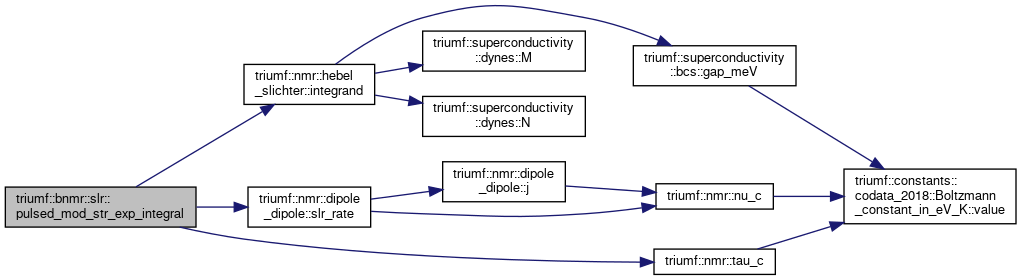 triumf::superconductivity
::dynes::M
triumf::superconductivity
::bcs::gap_meV
triumf::nmr::hebel
_slichter::integrand
triumf::superconductivity
::dynes::N
triumf::nmr::dipole
_dipole::j
triumf::constants::
codata_2018::Boltzmann
_constant_in_eV_K::value
triumf::bnmr::slr::
pulsed_mod_str_exp_integral
triumf::nmr::dipole
_dipole::slr_rate
triumf::nmr::nu_c
triumf::nmr::tau_c